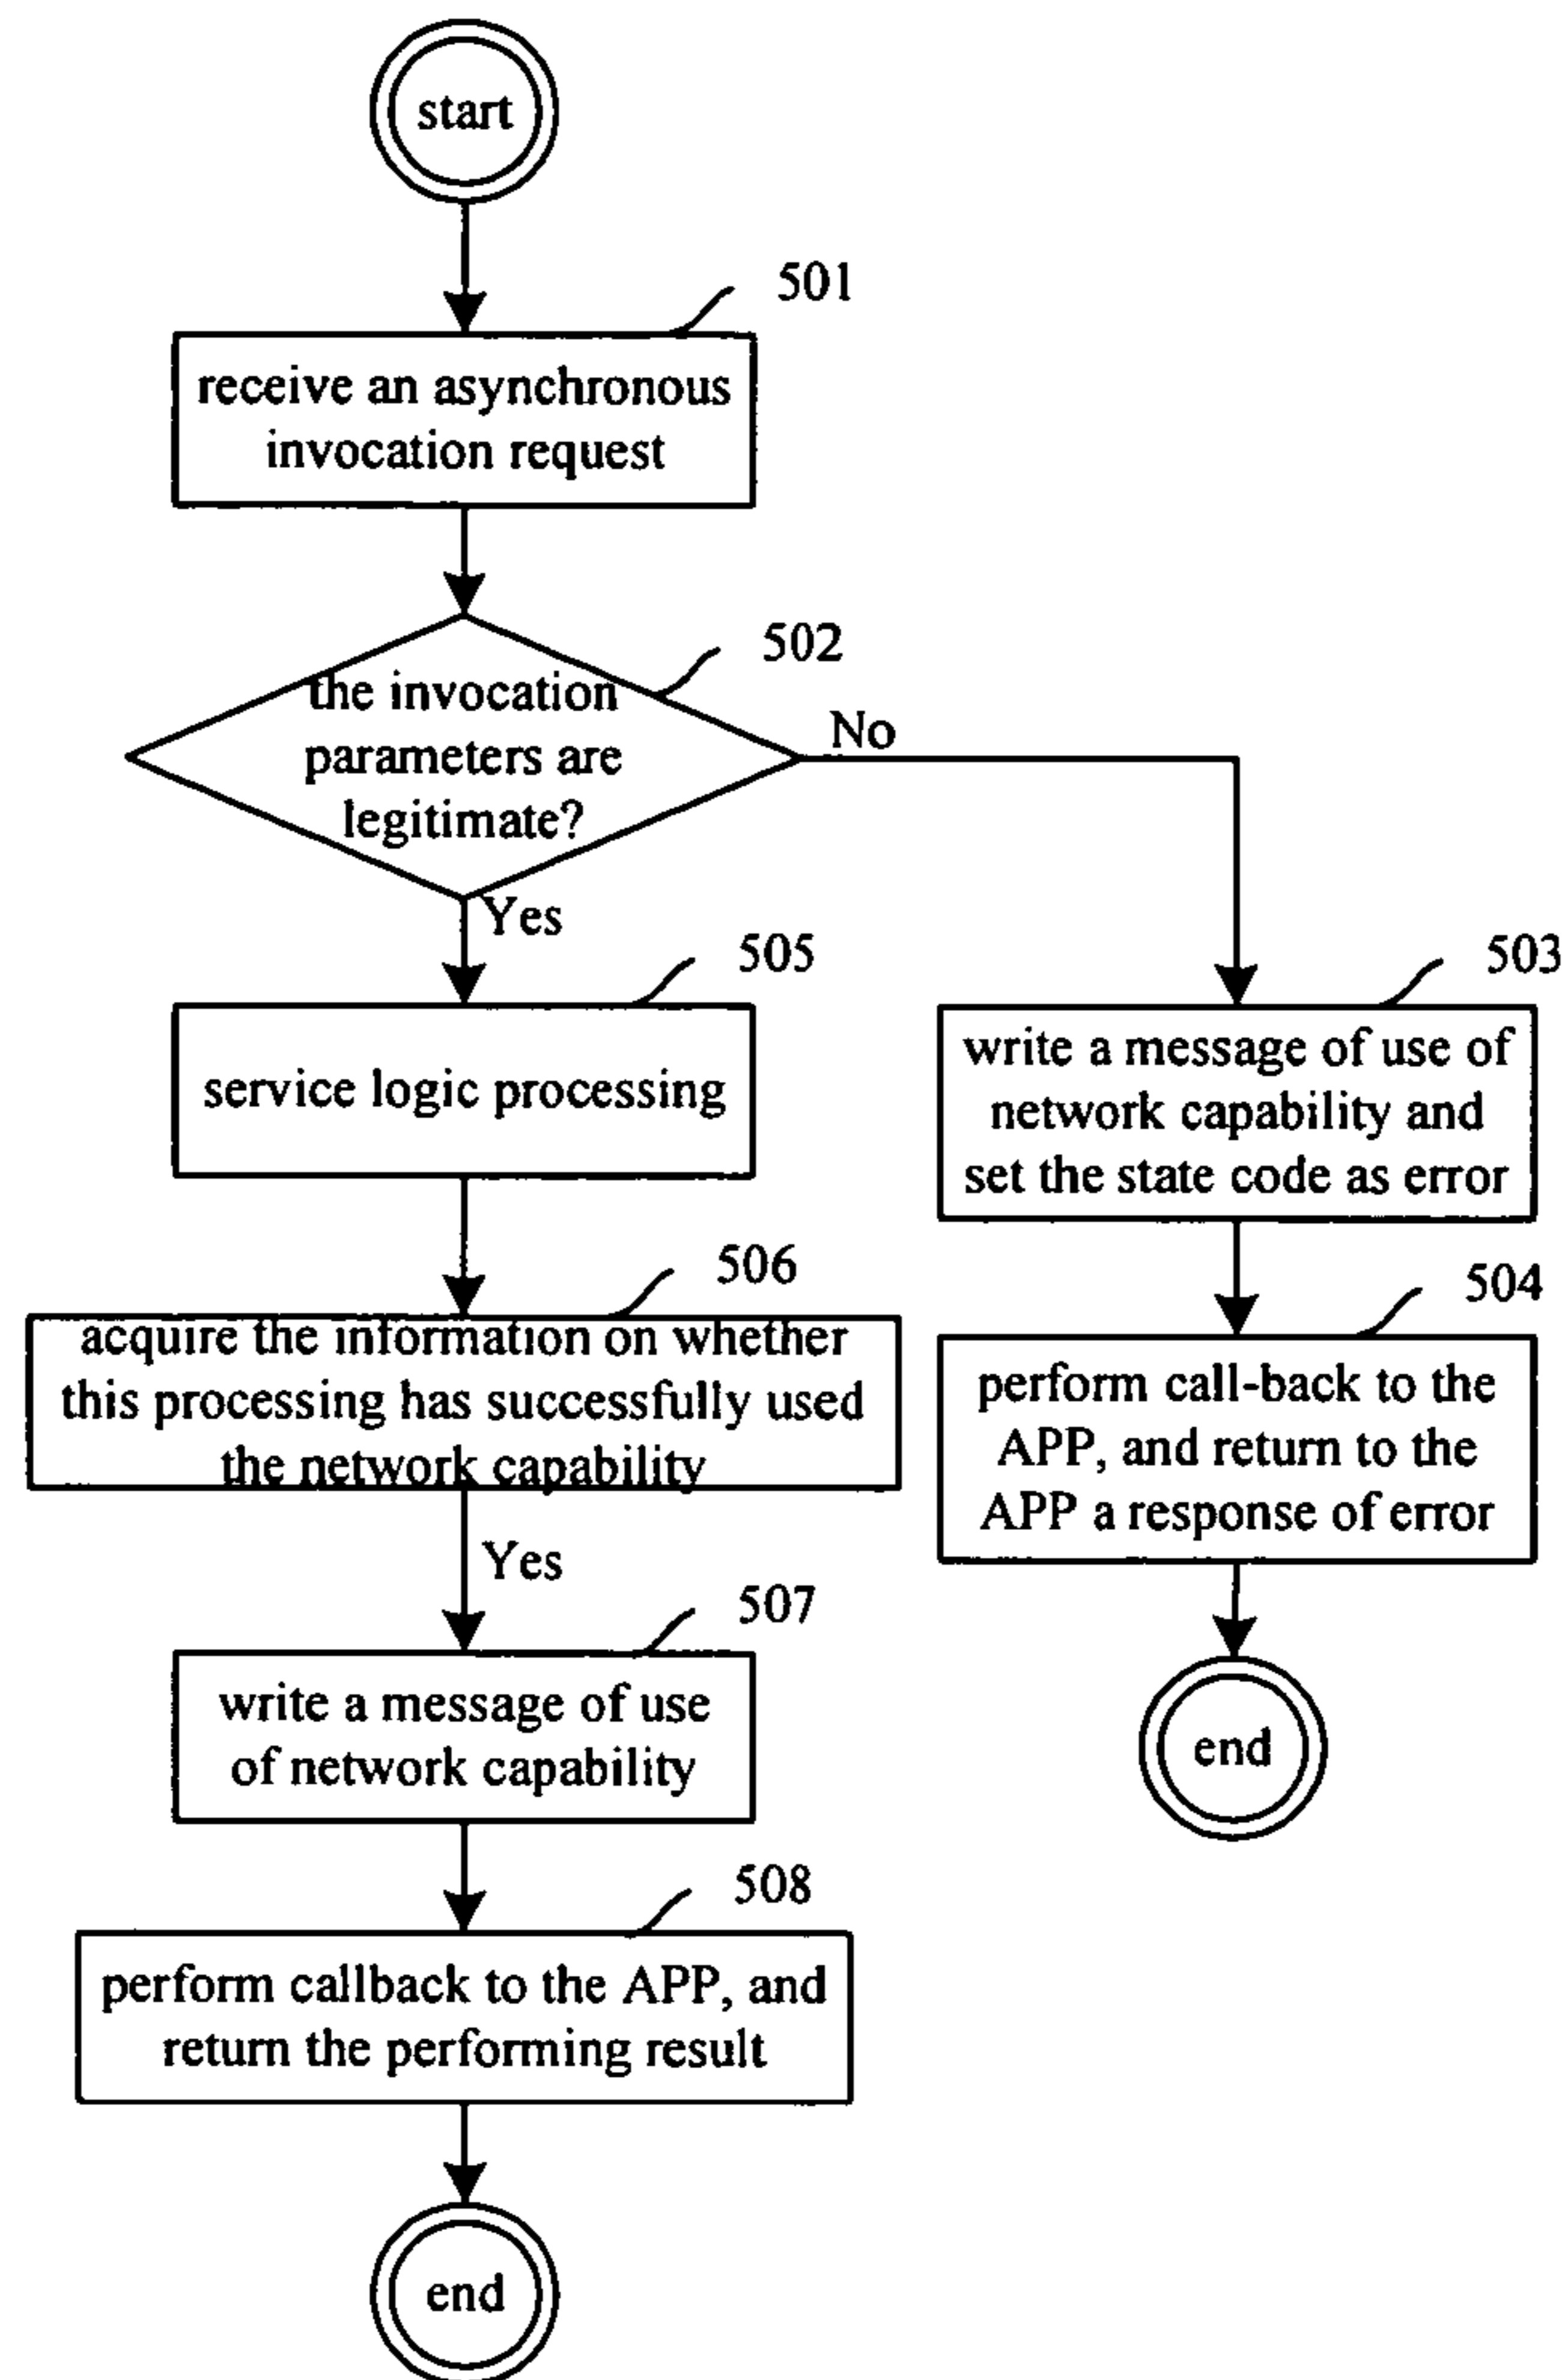 start
501
receive an asynchronous
invocation request
502
the invocation
parameters are
legitimate?
No
Yes
505
service logic processing
503
write a message of use of
network capability and
set the state code as error
506
acquire the information on whether
this processing has successfully used
the network capability
504
perform call-back to the
APP, and return to the
APP a response of error
Yes
507
write a message of use
of network capability
end
508
perform callback to the APP, and
return the performing result
end